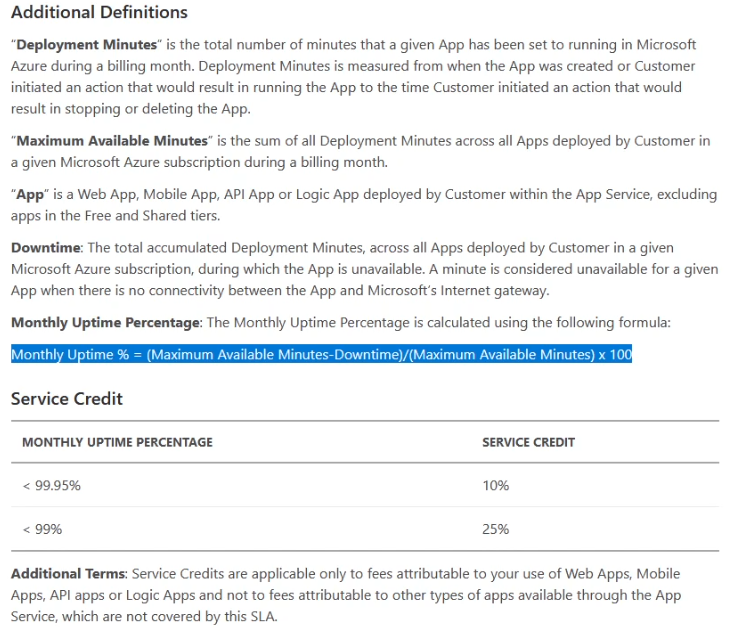 Additional Definitions
“Deployment Minutes” is the total number of minutes that a given App has been set to running in Microsoft
Azure during a billing month. Deployment Minutes is measured from when the App was created or Customer
initiated an action that would result in running the App to the time Customer initiated an action that would
result in stopping or deleting the App.
“Maximum Available Minutes” is the sum of all Deployment Minutes across all Apps deployed by Customer in
a given Microsoft Azure subscription during a billing month.
“App” is a Web App, Mobile App, API App or Logic App deployed by Customer within the App Service, excluding
apps in the Free and Shared tiers.
Downtime: The total accumulated Deployment Minutes, across all Apps deployed by Customer in a given
Microsoft Azure subscription, during which the App is unavailable. A minute is considered unavailable for a given
App when there is no connectivity between the App and Microsoft’s Internet gateway.
Monthly Uptime Percentage: The Monthly Uptime Percentage is calculated using the following formula:
Monthly Uptime % = (Maximum Available Minutes-Downtime)/(Maximum Available Minutes) x 100
Service Credit
MONTHLY UPTIME PERCENTAGE SERVICE CREDIT
< 99.95% 10%
< 99% 25%
Additional Terms: Service Credits are applicable only to fees attributable to your use of Web Apps, Mobile
Apps, API apps or Logic Apps and not to fees attributable to other types of apps available through the App
Service, which are not covered by this SLA.